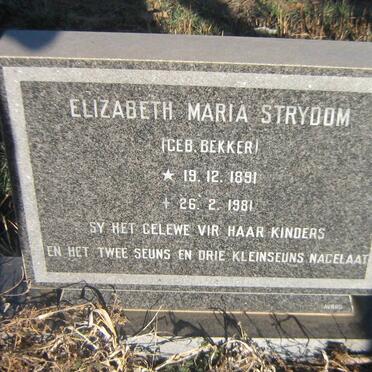 ELIZABETH MARIA STRYDOM
(GEB. BEKKER)
★ 19. 12. 1891
+ 26. 2. 1981
SY HET GELEWE VIR HAAR KINDERS
EN HET TWEE SEUNS EN DRIE KLEINSEUNS NAGELAAT